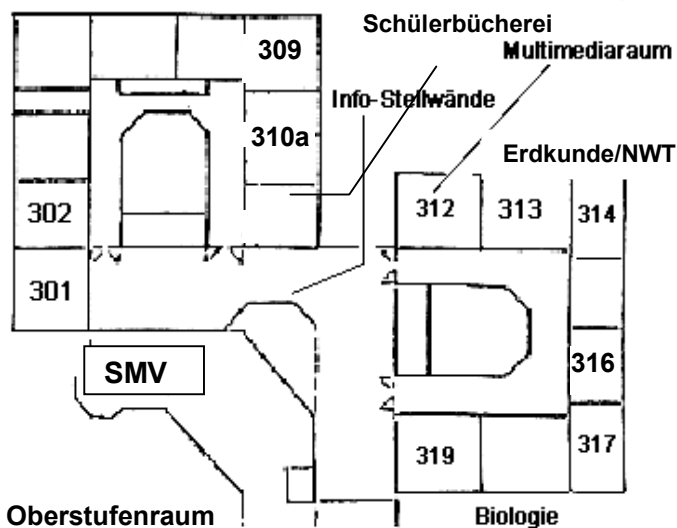 Schülerbücherei
309
Multimediaraum
Info-Stellwände
310a
Erdkunde/NWT
302
312
313
314
301
316
SMV
319
317
Oberstufenraum
Biologie